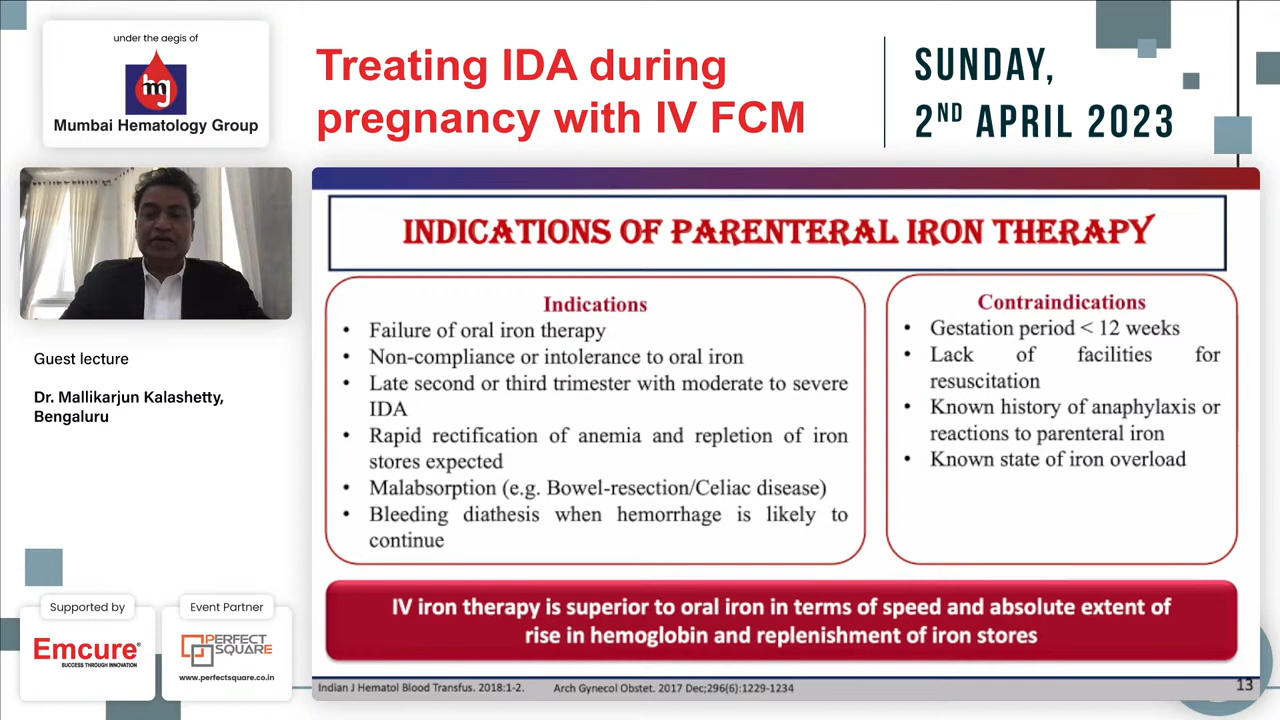 under the aegis of
mg
Mumbai Hematology Group
Treating IDA during
pregnancy with IV FCM
SUNDAY,
2ND APRIL 2023
Guest lecture
Dr. Mallikarjun Kalashetty,
Bengaluru
INDICATIONS OF PARENTERAL IRON THERAPY
Indications
• Failure of oral iron therapy
• Non-compliance or intolerance to oral iron
• Late second or third trimester with moderate to severe
IDA
• Rapid rectification of anemia and repletion of iron
stores expected
• Malabsorption (e.g. Bowel-resection/Celiac disease)
• Bleeding diathesis when hemorrhage is likely to
continue
Contraindications
• Gestation period < 12 weeks
• Lack of facilities for
resuscitation
• Known history of anaphylaxis or
reactions to parenteral iron
• Known state of iron overload
IV iron therapy is superior to oral iron in terms of speed and absolute extent of
rise in hemoglobin and replenishment of iron stores
Indian J Hematol Blood Transfus. 2018:1-2. Arch Gynecol Obstet. 2017 Dec;296(6):1229-1234
13
Supported by
Emcure®
SUCCESS THROUGH INNOVATION
Event Partner
PERFECT
SQUARE
www.perfectsquare.co.in